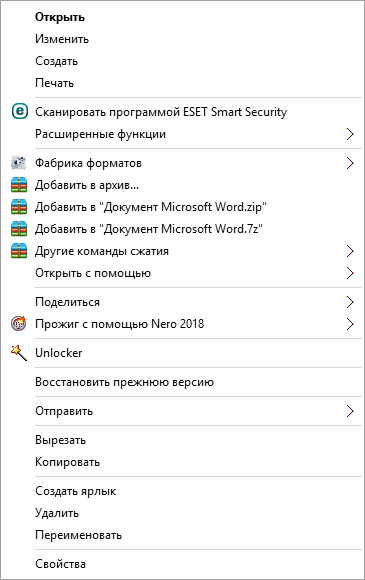 Открыть
Изменить
Создать
Печать
Сканировать программой ESET Smart Security
Расширенные функции
Фабрика форматов
Добавить в архив...
Добавить в "Документ Microsoft Word.zip"
Добавить в "Документ Microsoft Word.7z"
Другие команды сжатия
Открыть с помощью
Поделиться
Прожиг с помощью Nero 2018
Unlocker
Восстановить прежнюю версию
Отправить
Вырезать
Копировать
Создать ярлык
Удалить
Переименовать
Свойства